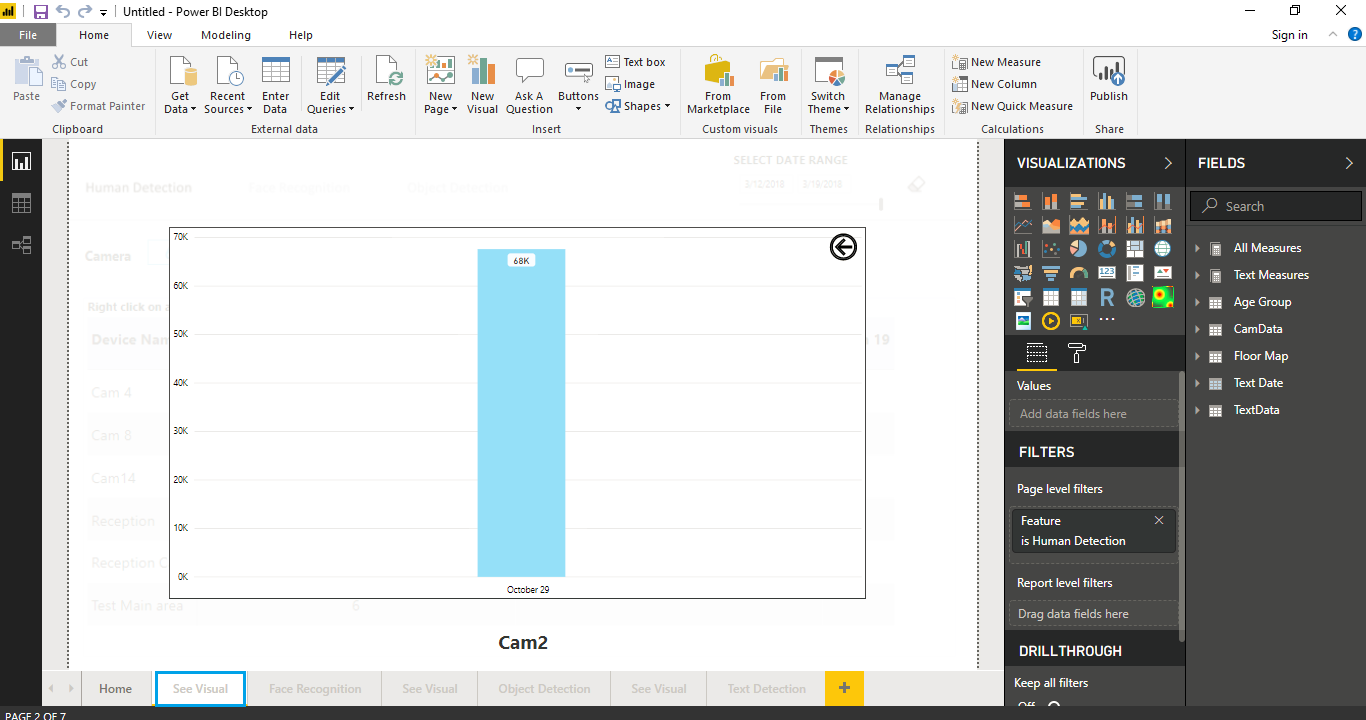 Untitled - Power BI Desktop
File Home View Modeling Help Sign in
Paste
Cut
Copy
Format Painter
Clipboard
Get Data
Recent Sources
Enter Data
Edit Queries
Refresh
External data
New Page
New Visual
Ask A Question
Buttons
Text box
Image
Shapes
Insert
From Marketplace
From File
Custom visuals
Switch Theme
Themes
Manage Relationships
Relationships
New Measure
New Column
New Quick Measure
Calculations
Publish
Share
SELECT DATE RANGE
Human Detection Face Recognition Object Detection
3/12/2018 3/19/2018
Camera
Right click on a
Device Nam 19
Cam 4
Cam 8
Cam14
Reception
Reception C
Test Main area 6
70K
60K
50K
40K
30K
20K
10K
0K
68K
October 29
Cam2
VISUALIZATIONS
123
R
Values
Add data fields here
FILTERS
Page level filters
Feature
is Human Detection
Report level filters
Drag data fields here
DRILLTHROUGH
Keep all filters
Off
FIELDS
Search
All Measures
Text Measures
Age Group
CamData
Floor Map
Text Date
TextData
Home See Visual Face Recognition See Visual Object Detection See Visual Text Detection +
PAGE 2 OF 7